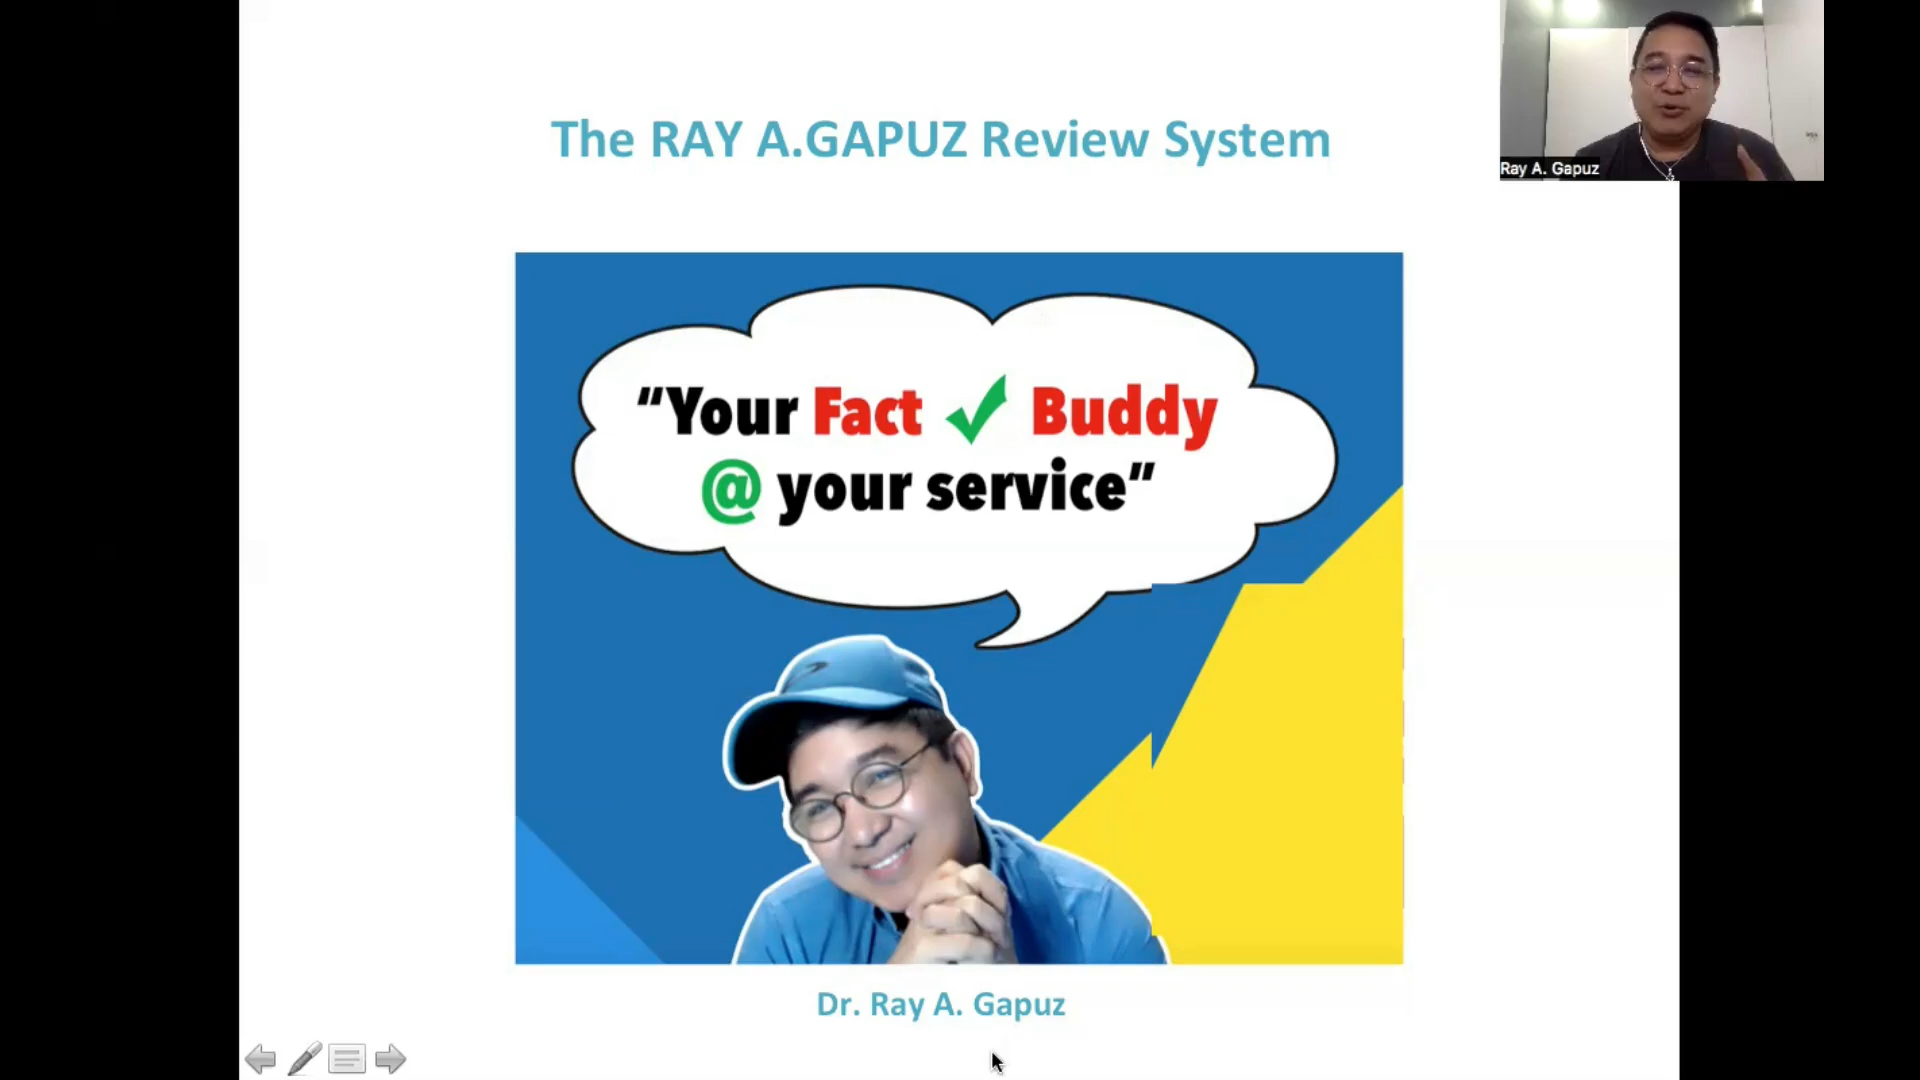 The RAY A.GAPUZ Review System
Ray A. Gapuz
“Your Fact ✓ Buddy
@ your service”
Dr. Ray A. Gapuz